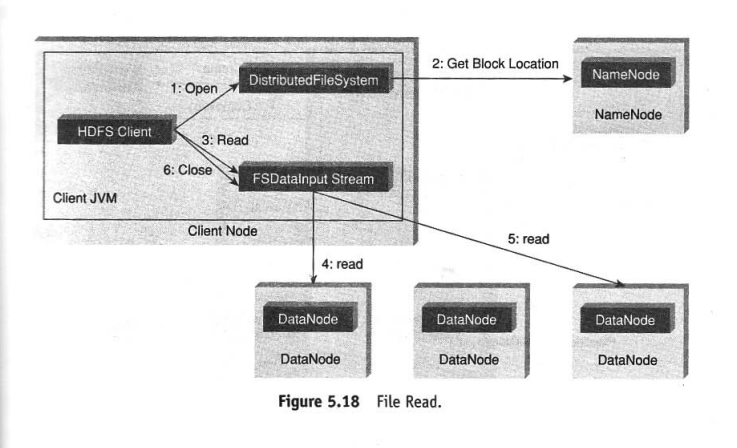 2: Get Block Location
DistributedFileSystem
NameNode
1: Open
NameNode
HDFS Client
3: Read
6: Close
FSDataInput Stream
Client JVM
Client Node
5: read
4: read
DataNode
DataNode
DataNode
DataNode
DataNode
DataNode
Figure 5.18 File Read.